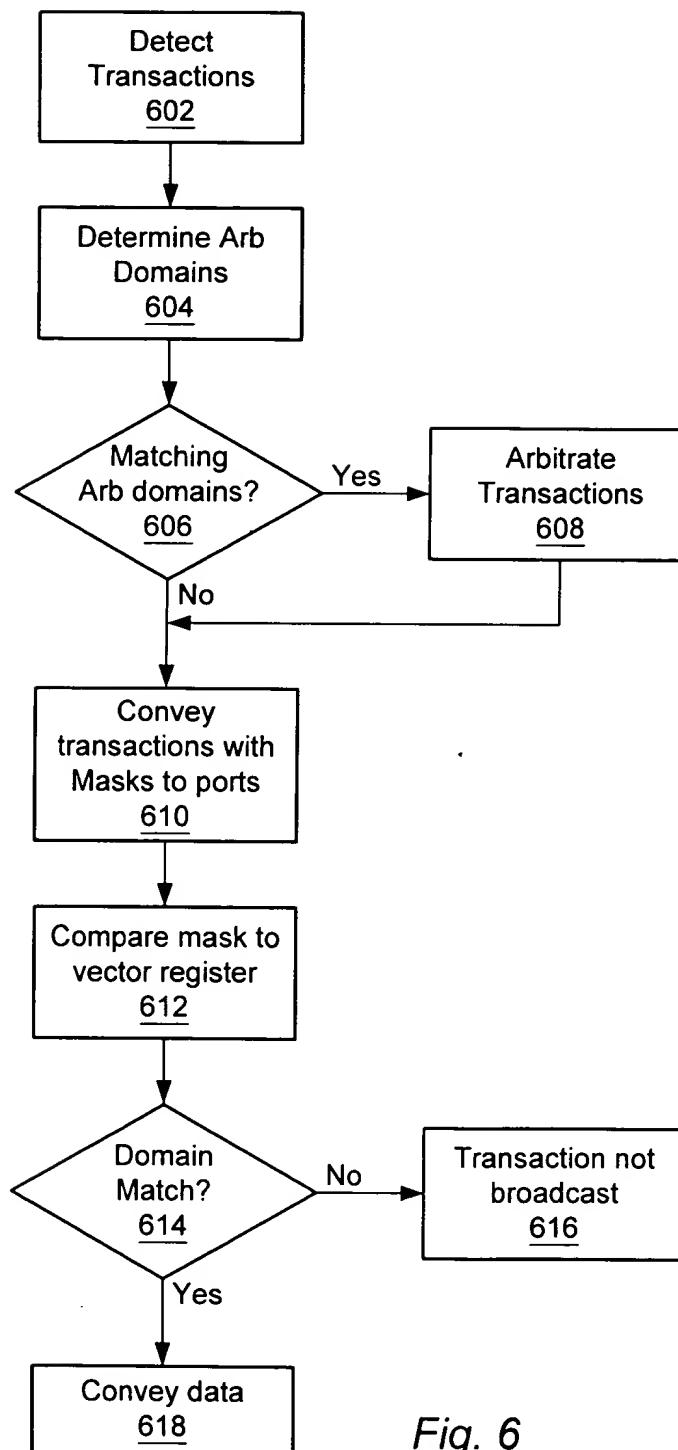 Detect
Transactions
602
Determine Arb
Domains
604
Matching
Arb domains?
606
Yes
Arbitrate
Transactions
608
No
Convey
transactions with
Masks to ports
610
Compare mask to
vector register
612
Domain
Match?
614
No
Transaction not
broadcast
616
Yes
Convey data
618
Fig. 6